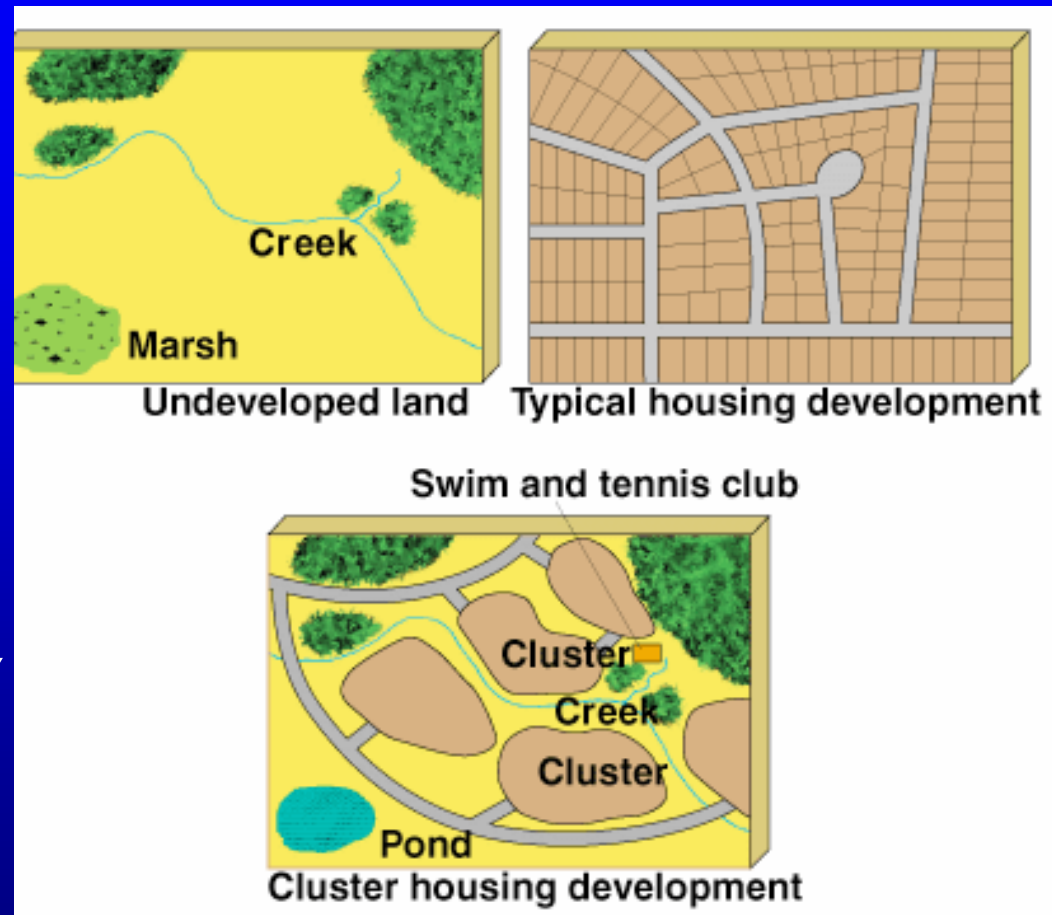 Creek
Marsh
Undeveloped land
Typical housing development
Swim and tennis club
Cluster
Creek
Cluster
Pond
Cluster housing development